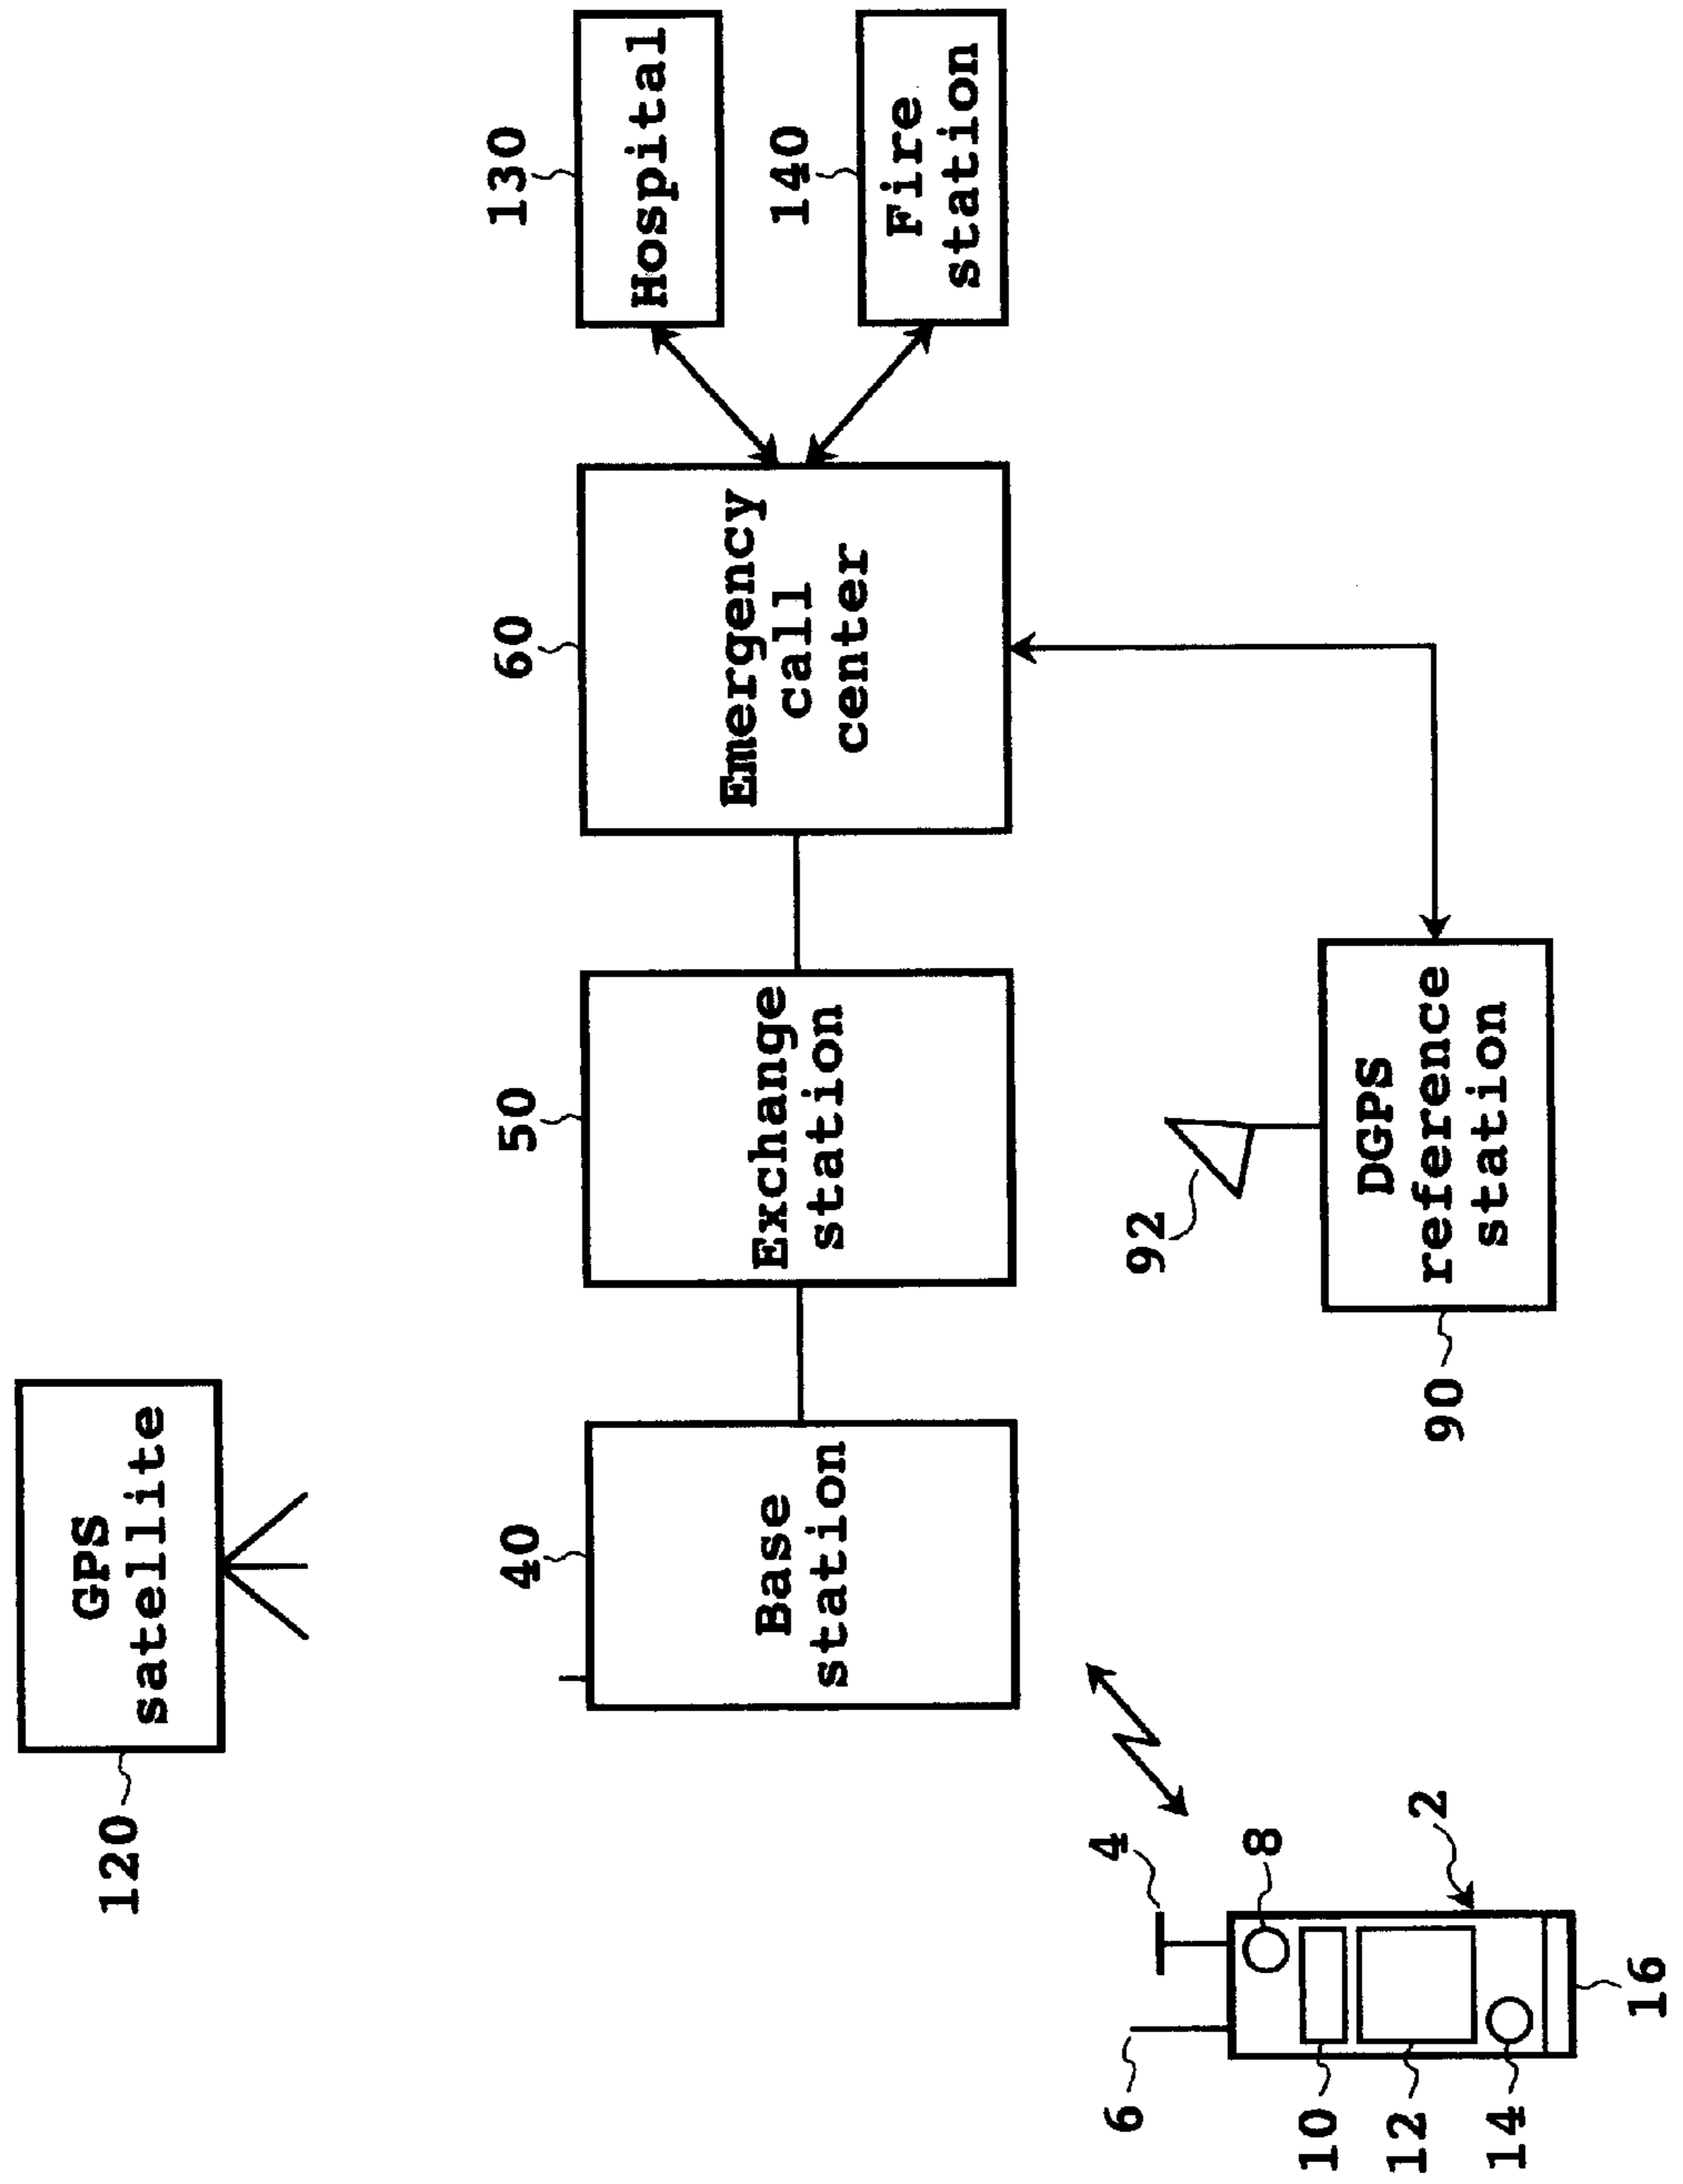 GPS
satellite
120
130
Hospital
140
Fire
station
60
Emergency
call
center
50
Exchange
station
40
Base
station
92
DGPS
reference
station
90
4
8
2
6
10
12
14
16